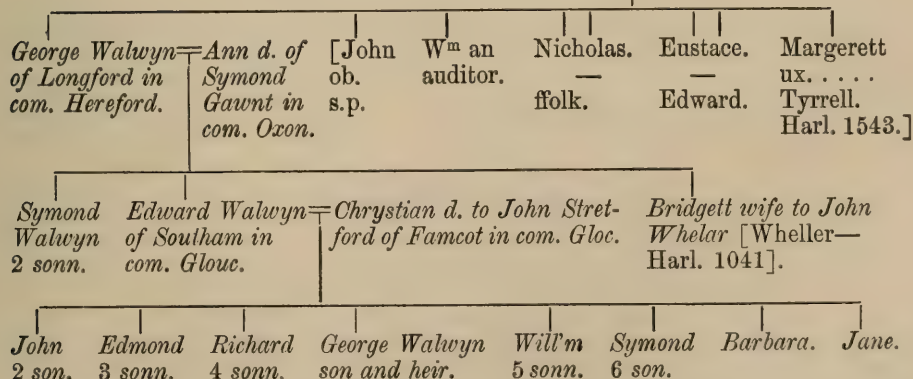 George Walwyn=Ann d. of
of Longford in
com. Hereford.
Symond
Gawnt in
com. Oxon.
[John
ob.
s.p.
Wm an
auditor.
Nicholas.
—
ffolk.
Eustace.
—
Edward.
Margerett
ux. . . . .
Tyrrell.
Harl. 1543.]
Symond
Walwyn
2 sonn.
Edward Walwyn=Chrystian d. to John Stret-
of Southam in
com. Glouc.
ford of Famcot in com. Gloc.
Bridgett wife to John
Whelar [Wheller—
Harl. 1041].
John
2 son.
Edmond
3 sonn.
Richard
4 sonn.
George Walwyn
son and heir.
Will'm
5 sonn.
Symond
6 son.
Barbara.
Jane.